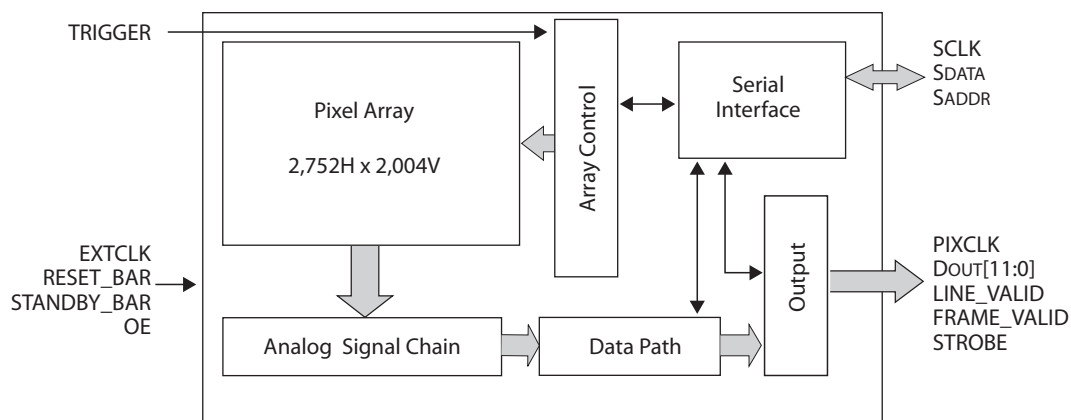 TRIGGER
Pixel Array
2,752H x 2,004V
Array Control
Serial
Interface
SCLK
SDATA
SADDR
EXTCLK
RESET_BAR
STANDBY_BAR
OE
Analog Signal Chain
Data Path
Output
PIXCLK
DOUT[11:0]
LINE_VALID
FRAME_VALID
STROBE